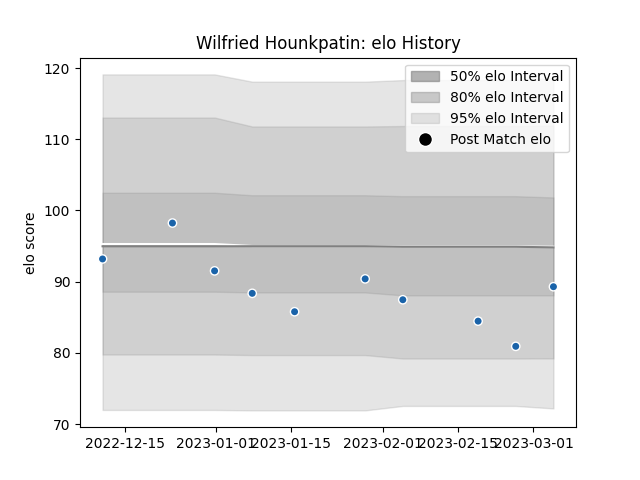 Wilfried Hounkpatin: elo History
120
110
100
90
80
70
elo score
50% elo Interval
80% elo Interval
95% elo Interval
Post Match elo
2022-12-15
2023-01-01
2023-01-15
2023-02-01
2023-02-15
2023-03-01